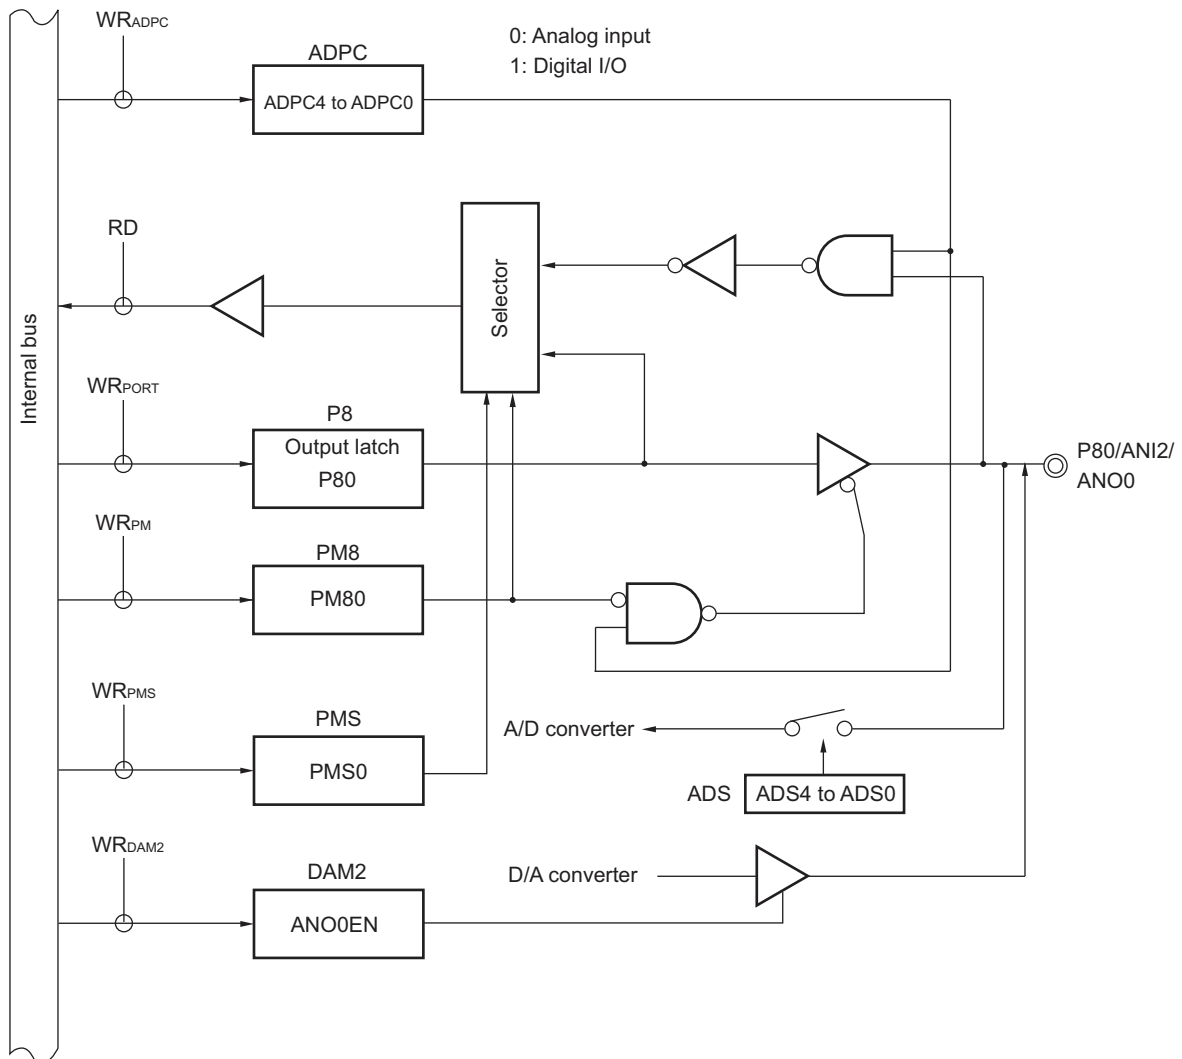 WRADPC
0: Analog input
1: Digital I/O
ADPC
ADPC4 to ADPC0
RD
Selector
Internal bus
WRPORT
P8
Output latch
P80
P80/ANI2/
ANO0
WRPM
PM8
PM80
WRPMS
PMS
PMS0
A/D converter
ADS
ADS4 to ADS0
WRDAM2
DAM2
D/A converter
ANO0EN